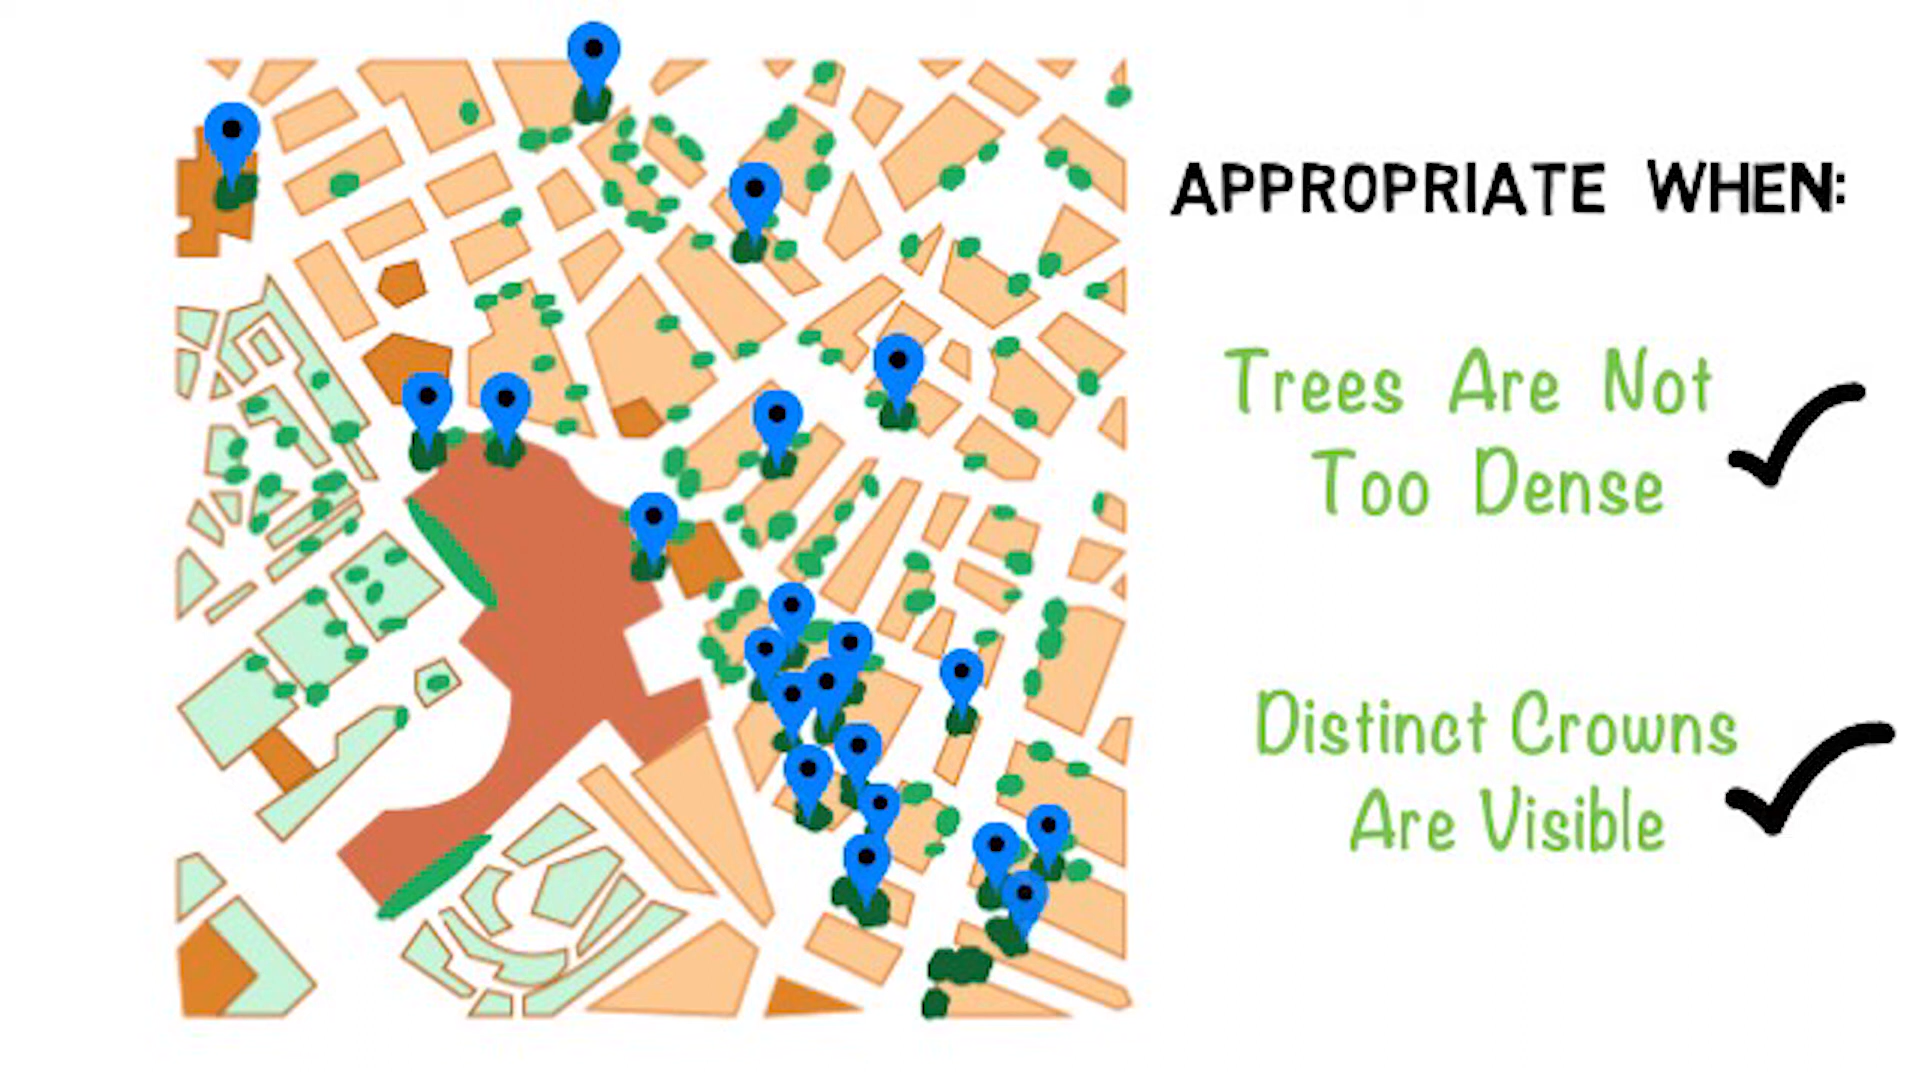 APPROPRIATE WHEN:
Trees Are Not
Too Dense
Distinct Crowns
Are Visible